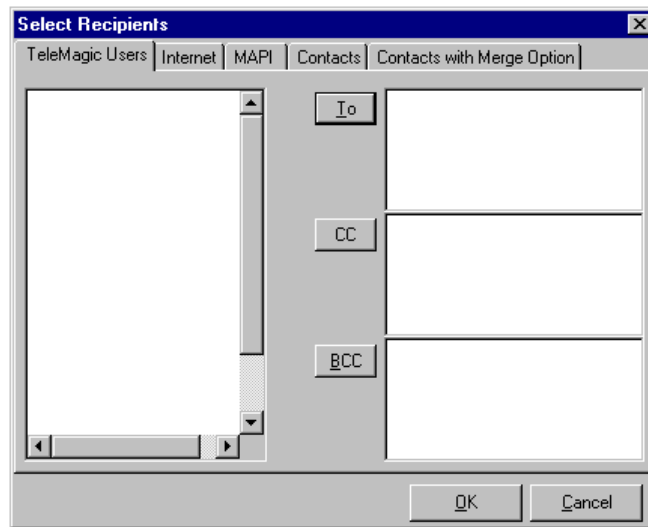 Select Recipients
TeleMagic Users Internet MAPI Contacts Contacts with Merge Option
To
CC
BCC
OK Cancel